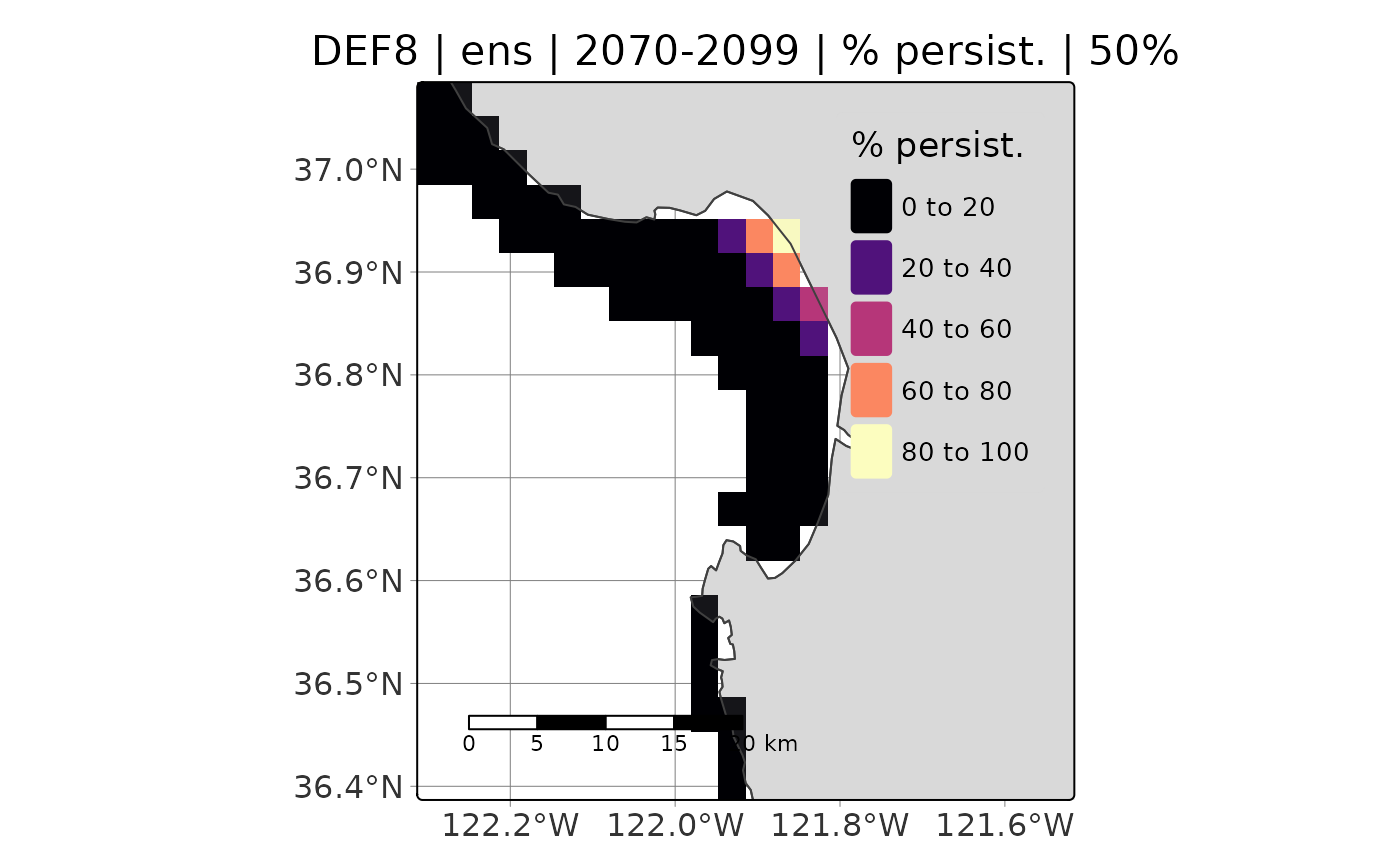 DEF8 | ens | 2070-2099 | % persist. | 50%
% persist.
0 to 20
20 to 40
40 to 60
60 to 80
80 to 100
37.0°N
36.9°N
36.8°N
36.7°N
36.6°N
36.5°N
36.4°N
0 5 10 15 20 km
122.2°W 122.0°W 121.8°W 121.6°W